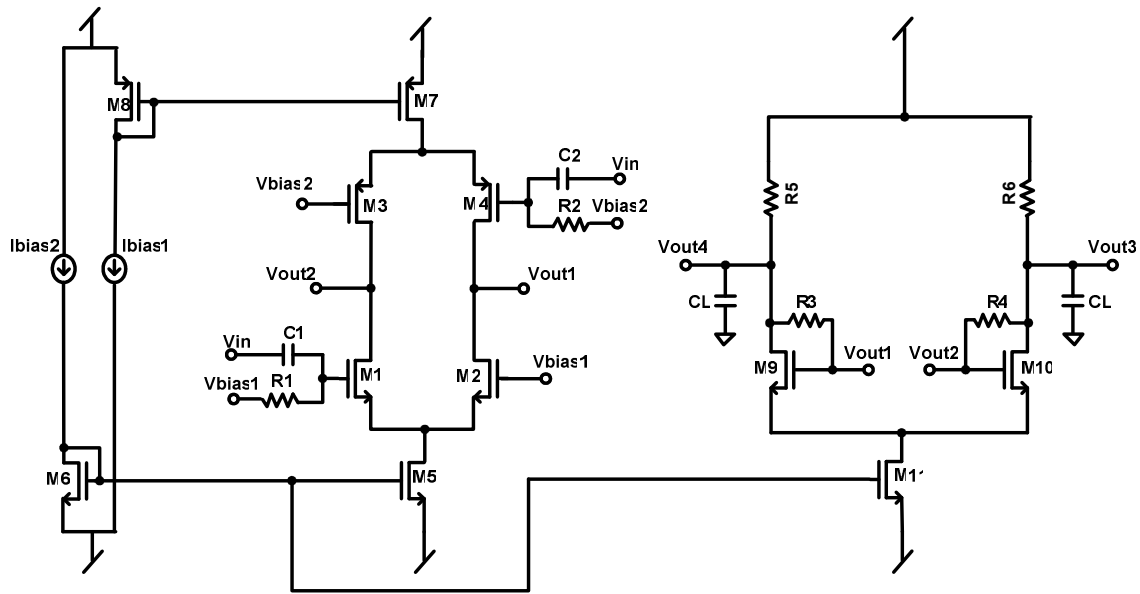 M8
M7
C2
Vin
Vbias2
M3
M4
R2
Vbias2
R5
R6
Ibias2
Ibias1
Vout2
Vout1
Vout4
Vout3
CL
R3
R4
CL
Vin
C1
Vbias1
R1
M1
M2
Vbias1
M9
Vout1
Vout2
M10
M6
M5
M11